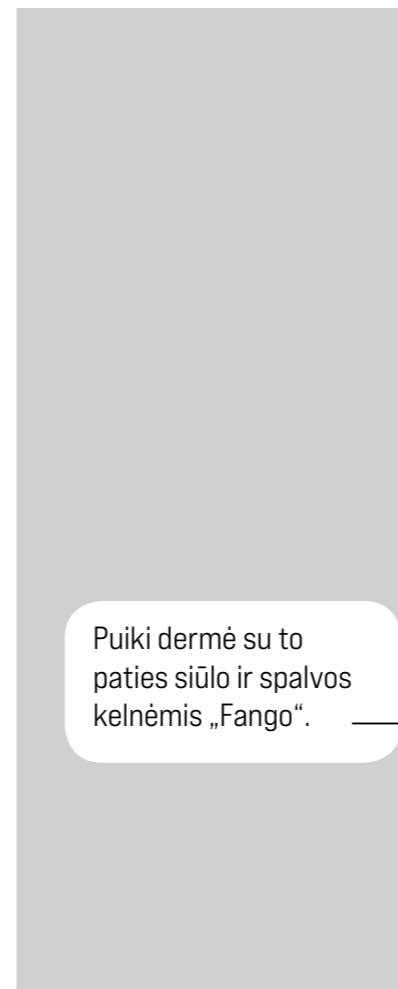 Puiki dermė su to
paties siūlo ir spalvos
kelnėmis „Fango“.